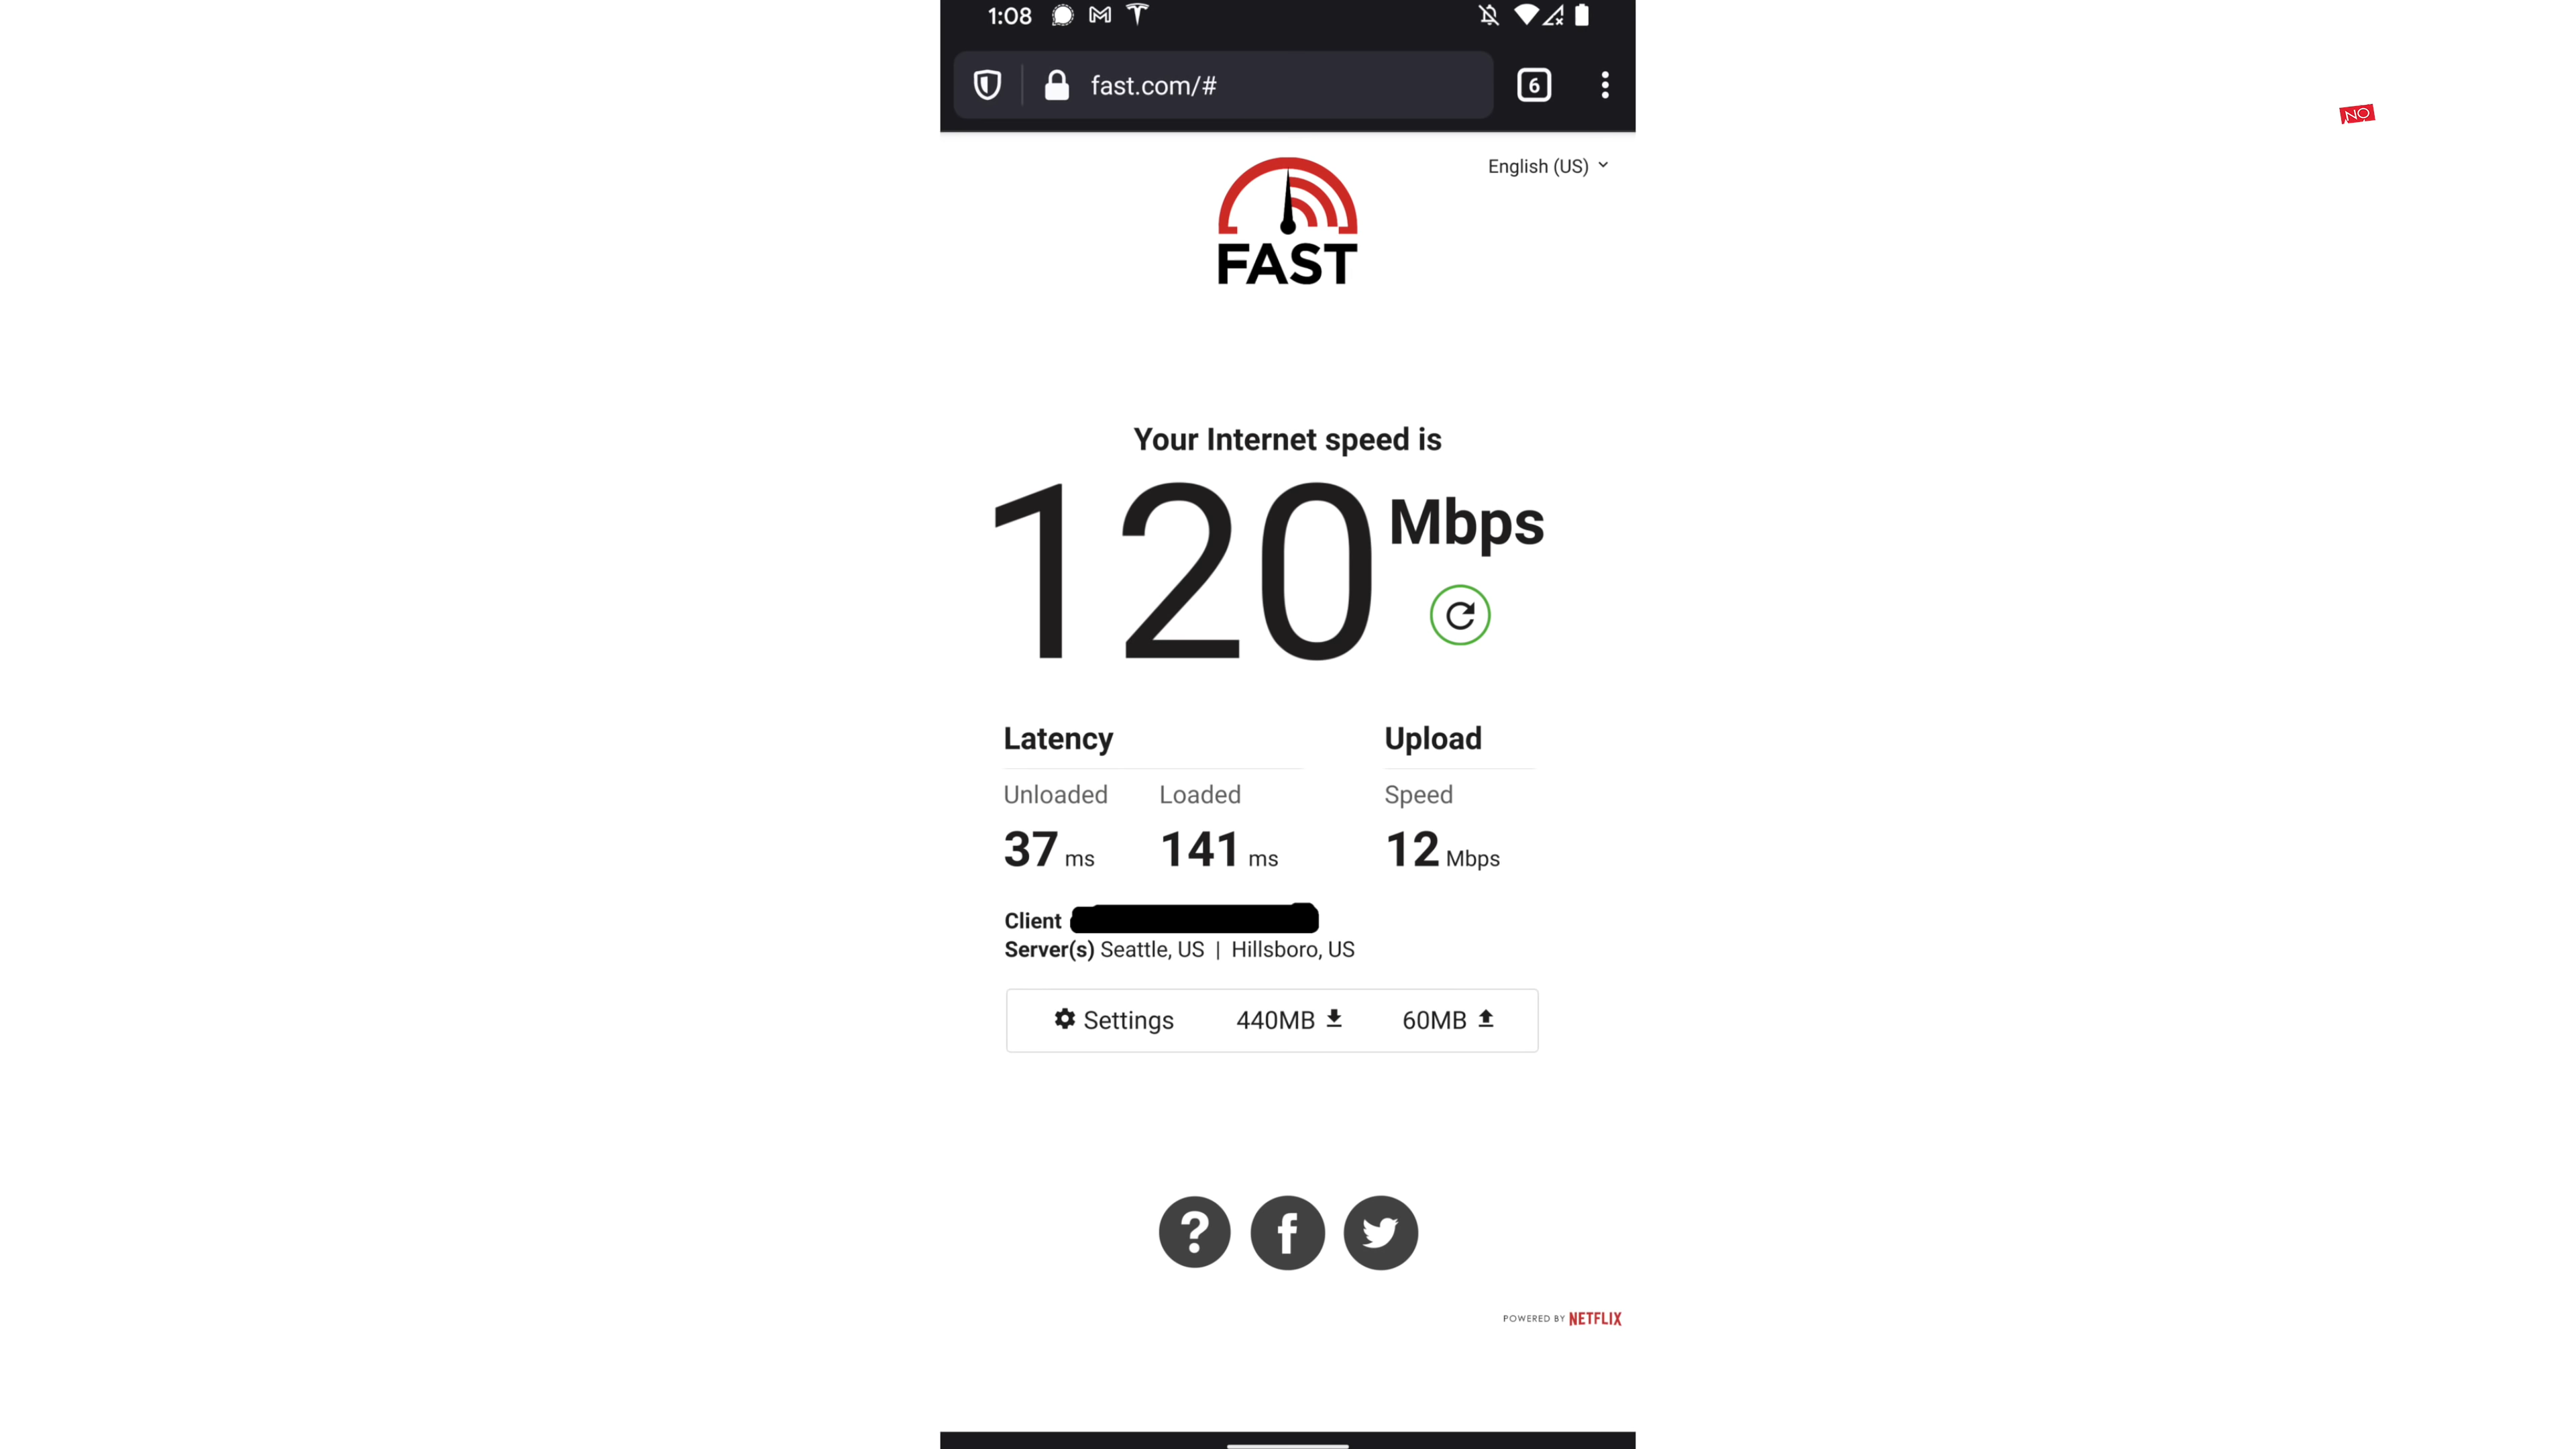 1:08
fast.com/#
6
NO
English (US)
FAST
Your Internet speed is
120 Mbps
Latency
Upload
Unloaded
Loaded
Speed
37 ms
141 ms
12 Mbps
Client
Server(s) Seattle, US | Hillsboro, US
Settings
440MB
60MB
POWERED BY NETFLIX